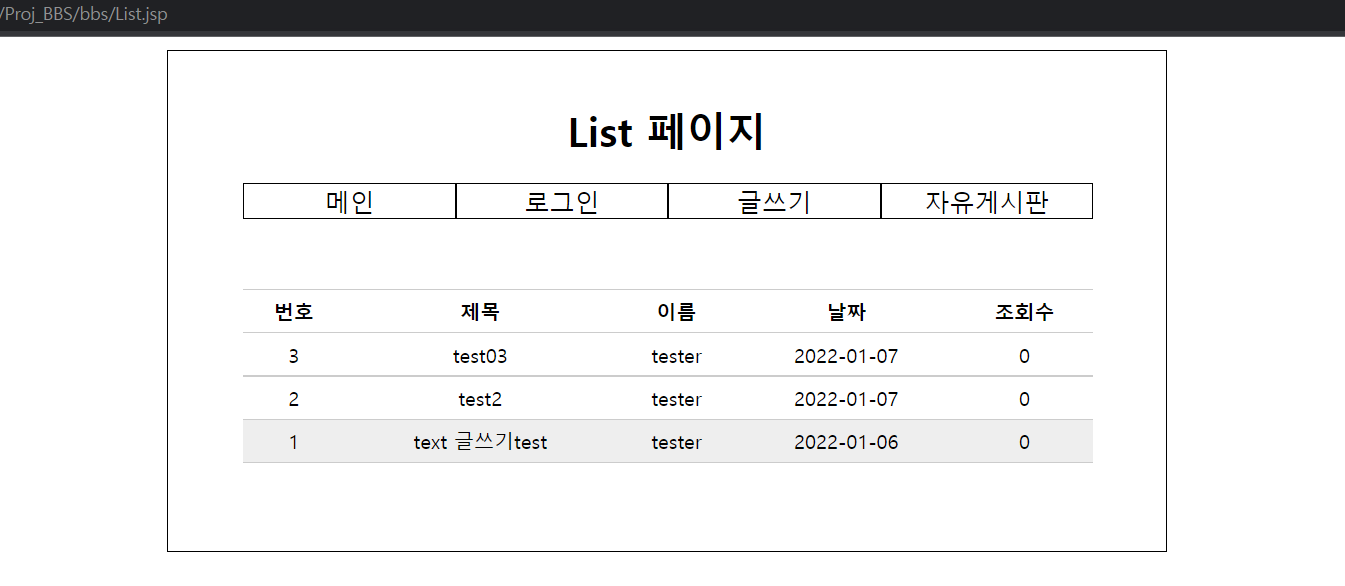 /Proj_BBS/bbs/List.jsp
List 페이지
메인 로그인 글쓰기 자유게시판
번호 제목 이름 날짜 조회수
3 test03 tester 2022-01-07 0
2 test2 tester 2022-01-07 0
1 text 글쓰기test tester 2022-01-06 0